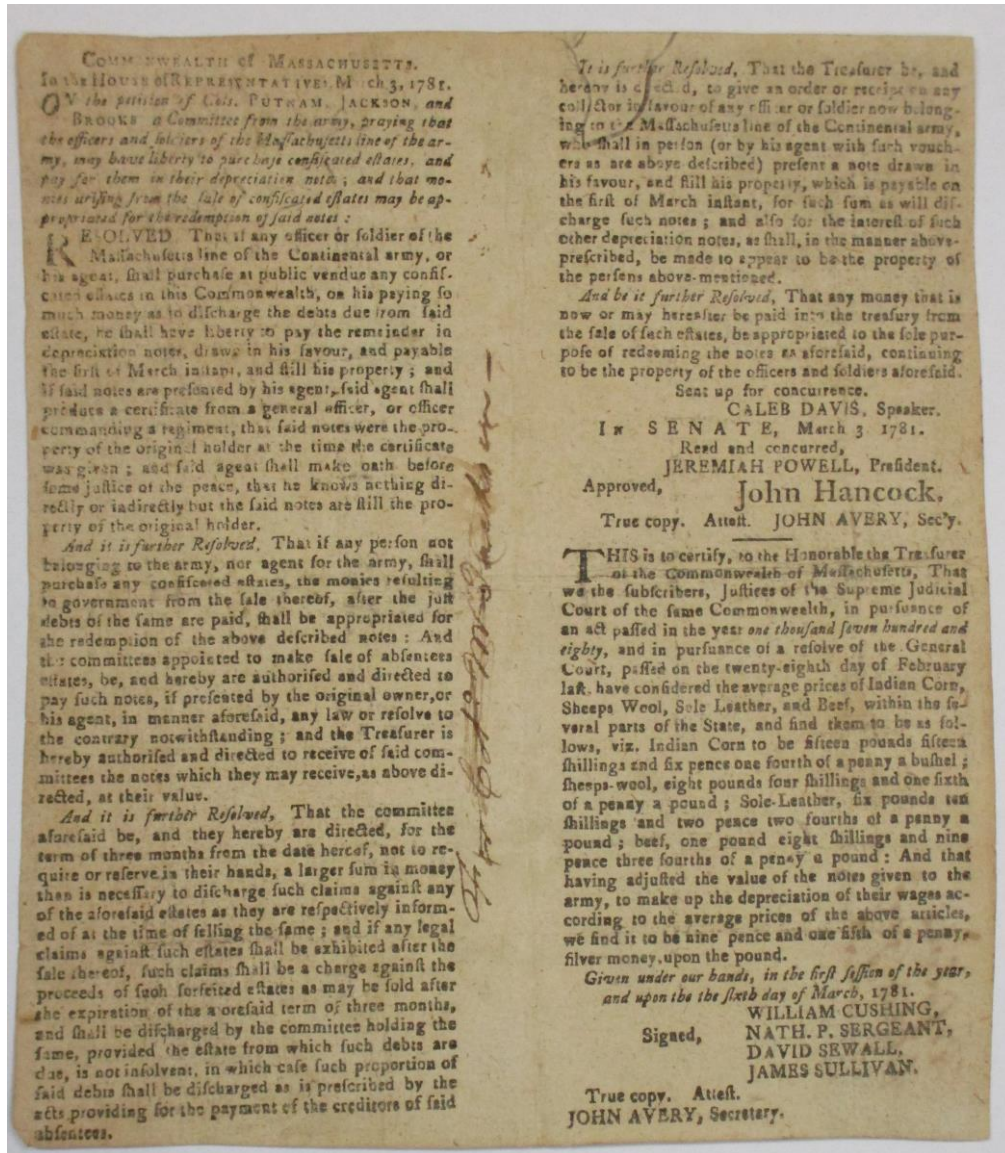 COMMONWEALTH of MASSACHUSETTS.
In the HOUSE of REPRESENTATIVES, March 3, 1781.
ON the petition of Cols. PUTNAM, JACKSON, and
BROOKS a Committee from the army, praying that
the officers and soldiers of the Massachusetts line of the ar-
my, may have liberty to purchase confiscated estates, and
pay for them in their depreciation notes; and that mo-
nies arising from the sale of confiscated estates may be ap-
propriated for the redemption of said notes:
RESOLVED That if any officer or soldier of the
Massachusetts line of the Continental army, or
his agent, shall purchase at public vendue any confis-
cated estates in this Commonwealth, on his paying so
much money as to discharge the debts due from said
estate, he shall have liberty to pay the remainder in
depreciation notes, drawn in his favour, and payable
the first of March instant, and still his property; and
if said notes are presented by his agent, said agent shall
produce a certificate from a general officer, or officer
commanding a regiment, that said notes were the pro-
perty of the original holder at the time the certificate
was given; and said agent shall make oath before
some justice of the peace, that he knows nothing di-
rectly or indirectly but the said notes are still the pro-
perty of the original holder.
And it is further Resolved, That if any person not
belonging to the army, nor agent for the army, shall
purchase any confiscated estates, the monies resulting
to government from the sale thereof, after the just
debts of the same are paid, shall be appropriated for
the redemption of the above described notes: And
the committees appointed to make sale of absentees
estates, be, and hereby are authorised and directed to
pay such notes, if presented by the original owner, or
his agent, in manner aforesaid, any law or resolve to
the contrary notwithstanding; and the Treasurer is
hereby authorised and directed to receive of said com-
mittees the notes which they may receive, as above di-
rected, at their value.
And it is further Resolved, That the committee
aforesaid be, and they hereby are directed, for the
term of three months from the date hereof, not to re-
quire or reserve in their hands, a larger sum in money
than is necessary to discharge such claims against any
of the aforesaid estates as they are respectively inform-
ed of at the time of selling the same; and if any legal
claims against such estates shall be exhibited after the
sale thereof, such claims shall be a charge against the
proceeds of such forfeited estates as may be sold after
the expiration of the aforesaid term of three months,
and shall be discharged by the committee holding the
same, provided the estate from which such debts are
due, is not insolvent, in which case such proportion of
said debts shall be discharged as is prescribed by the
acts providing for the payment of the creditors of said
absentees.
It is further Resolved, That the Treasurer be, and
hereby is directed, to give an order or receipt on any
collector in favour of any officer or soldier now belong-
ing to the Massachusetts line of the Continental army,
who shall in person (or by his agent with such vouch-
ers as are above described) present a note drawn in
his favour, and still his property, which is payable on
the first of March instant, for such sum as will dis-
charge such notes; and also for the interest of such
other depreciation notes, as shall, in the manner above-
prescribed, be made to appear to be the property of
the persons above-mentioned.
And be it further Resolved, That any money that is
now or may hereafter be paid into the treasury from
the sale of such estates, be appropriated to the sole pur-
pose of redeeming the notes as aforesaid, continuing
to be the property of the officers and soldiers aforesaid.
Sent up for concurrence.
CALEB DAVIS, Speaker.
In SENATE, March 3 1781.
Read and concurred,
JEREMIAH POWELL, President.
Approved, John Hancock.
True copy. Attest. JOHN AVERY, Sec'y.
THIS is to certify, to the Honorable the Treasurer
of the Commonwealth of Massachusetts, That
we the subscribers, Justices of the Supreme Judicial
Court of the same Commonwealth, in pursuance of
an act passed in the year one thousand seven hundred and
eighty, and in pursuance of a resolve of the General
Court, passed on the twenty-eighth day of February
last, have considered the average prices of Indian Corn,
Sheeps Wool, Sole Leather, and Beef, within the se-
veral parts of the State, and find them to be as fol-
lows, viz. Indian Corn to be fifteen pounds fifteen
shillings and six pence one fourth of a penny a bushel;
sheeps-wool, eight pounds four shillings and one sixth
of a penny a pound; Sole-Leather, six pounds ten
shillings and two pence two fourths of a penny a
pound; beef, one pound eight shillings and nine
pence three fourths of a penny a pound: And that
having adjusted the value of the notes given to the
army, to make up the depreciation of their wages ac-
cording to the average prices of the above articles,
we find it to be nine pence and one fifth of a penny,
silver money, upon the pound.
Given under our hands, in the first session of the year,
and upon the the sixth day of March, 1781.
WILLIAM CUSHING,
Signed, NATH. P. SERGEANT,
DAVID SEWALL,
JAMES SULLIVAN.
True copy. Attest.
JOHN AVERY, Secretary.